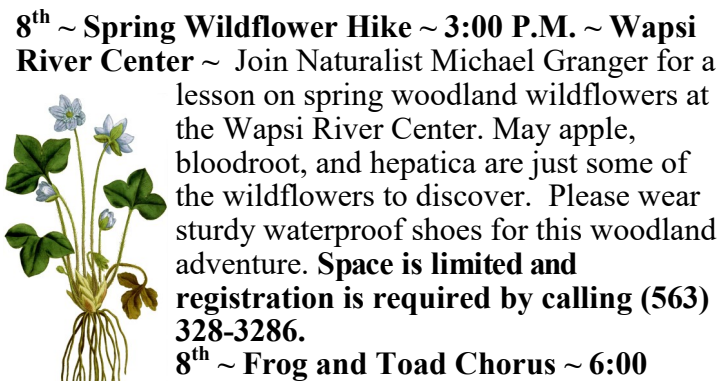 8th ~ Spring Wildflower Hike ~ 3:00 P.M. ~ Wapsi
River Center ~ Join Naturalist Michael Granger for a
lesson on spring woodland wildflowers at
the Wapsi River Center. May apple,
bloodroot, and hepatica are just some of
the wildflowers to discover. Please wear
sturdy waterproof shoes for this woodland
adventure. Space is limited and
registration is required by calling (563)
328-3286.
8th ~ Frog and Toad Chorus ~ 6:00